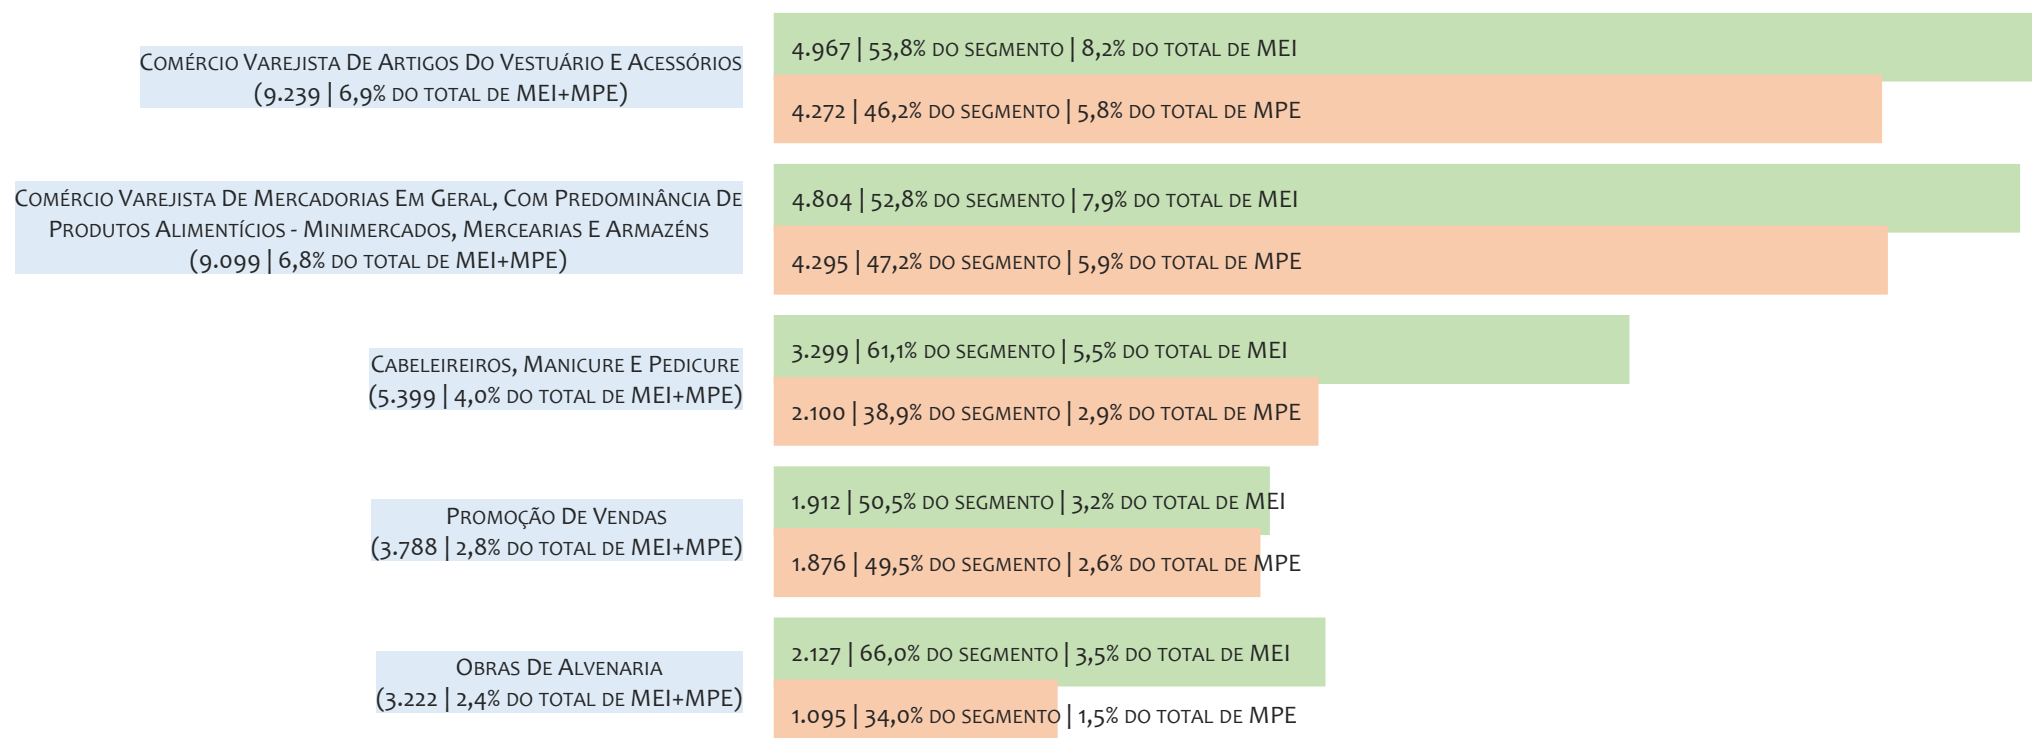 Comércio Varejista De Artigos Do Vestuário E Acessórios
(9.239 | 6,9% do total de MEI+MPE)
4.967 | 53,8% do segmento | 8,2% do total de MEI
4.272 | 46,2% do segmento | 5,8% do total de MPE
Comércio Varejista De Mercadorias Em Geral, Com Predominância De
Produtos Alimentícios - Minimercados, Mercearias E Armazéns
(9.099 | 6,8% do total de MEI+MPE)
4.804 | 52,8% do segmento | 7,9% do total de MEI
4.295 | 47,2% do segmento | 5,9% do total de MPE
Cabeleireiros, Manicure E Pedicure
(5.399 | 4,0% do total de MEI+MPE)
3.299 | 61,1% do segmento | 5,5% do total de MEI
2.100 | 38,9% do segmento | 2,9% do total de MPE
Promoção De Vendas
(3.788 | 2,8% do total de MEI+MPE)
1.912 | 50,5% do segmento | 3,2% do total de MEI
1.876 | 49,5% do segmento | 2,6% do total de MPE
Obras De Alvenaria
(3.222 | 2,4% do total de MEI+MPE)
2.127 | 66,0% do segmento | 3,5% do total de MEI
1.095 | 34,0% do segmento | 1,5% do total de MPE